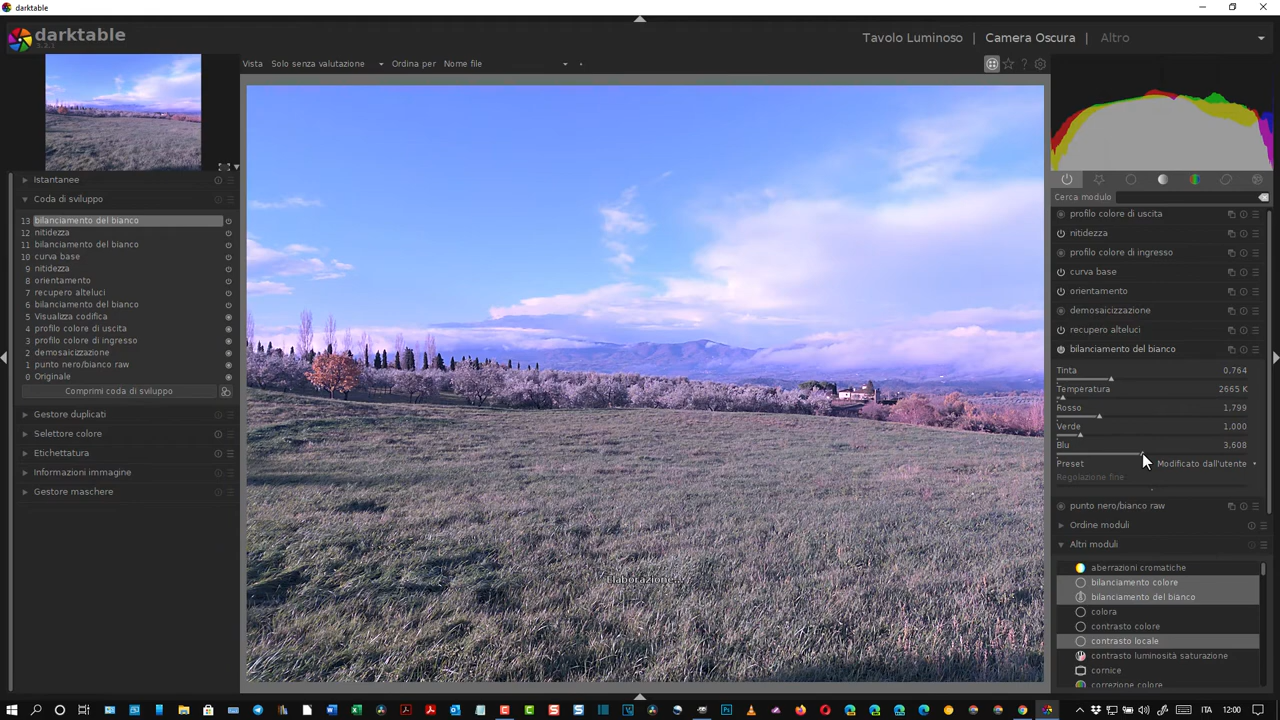 darktable
darktable
3.2.1
Tavolo Luminoso | Camera Oscura | Altro
Vista Solo senza valutazione Ordina per Nome file
Istantanee
Coda di sviluppo
13 bilanciamento del bianco
12 nitidezza
11 bilanciamento del bianco
10 curva base
9 nitidezza
8 orientamento
7 recupero alteluci
6 bilanciamento del bianco
5 Visualizza codifica
4 profilo colore di uscita
3 profilo colore di ingresso
2 demosaicizzazione
1 punto nero/bianco raw
0 Originale
Comprimi coda di sviluppo
Gestore duplicati
Selettore colore
Etichettatura
Informazioni immagine
Gestore maschere
Elaborazione...
Cerca modulo
profilo colore di uscita
nitidezza
profilo colore di ingresso
curva base
orientamento
demosaicizzazione
recupero alteluci
bilanciamento del bianco
Tinta 0.764
Temperatura 2665 K
Rosso 1,799
Verde 1,000
Blu 3,608
Preset Modificato dall'utente
Regolazione fine
punto nero/bianco raw
Ordine moduli
Altri moduli
aberrazioni cromatiche
bilanciamento colore
bilanciamento del bianco
colora
contrasto colore
contrasto locale
contrasto luminosità saturazione
cornice
correzione colore
ITA 12:00